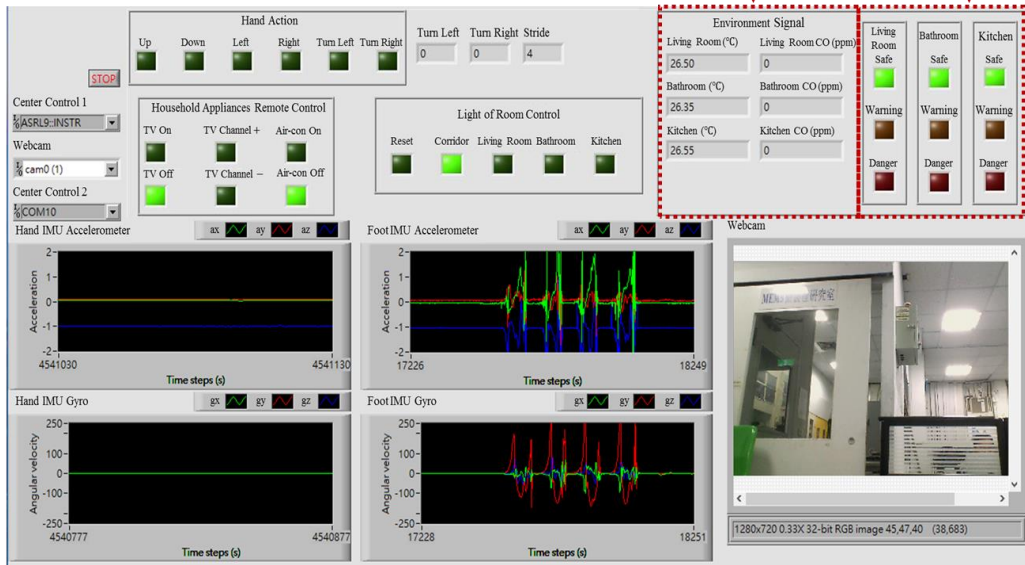 Hand Action
Up Down Left Right Turn Left Turn Right
Turn Left Turn Right Stride
0 0 4
STOP
Center Control 1
ASRL9::INSTR
Webcam
cam0 (1)
Center Control 2
COM10
Household Appliances Remote Control
TV On TV Channel + Air-con On
TV Off TV Channel − Air-con Off
Light of Room Control
Reset Corridor Living Room Bathroom Kitchen
Environment Signal
Living Room (℃) Living Room CO (ppm)
26.50 0
Bathroom (℃) Bathroom CO (ppm)
26.35 0
Kitchen (℃) Kitchen CO (ppm)
26.55 0
Living Room Bathroom Kitchen
Safe Safe Safe
Warning Warning Warning
Danger Danger Danger
Hand IMU Accelerometer ax ay az
Acceleration
2
1
0
-1
-2
4541030 4541130
Time steps (s)
Foot IMU Accelerometer ax ay az
Acceleration
2
1
0
-1
-2
17226 18249
Time steps (s)
Hand IMU Gyro gx gy gz
Angular velocity
250
100
0
-100
-250
4540777 4540877
Time steps (s)
Foot IMU Gyro gx gy gz
Angular velocity
250
100
0
-100
-250
17228 18251
Time steps (s)
Webcam
MEMS 研究室
1280x720 0.33X 32-bit RGB image 45,47,40 (38,683)